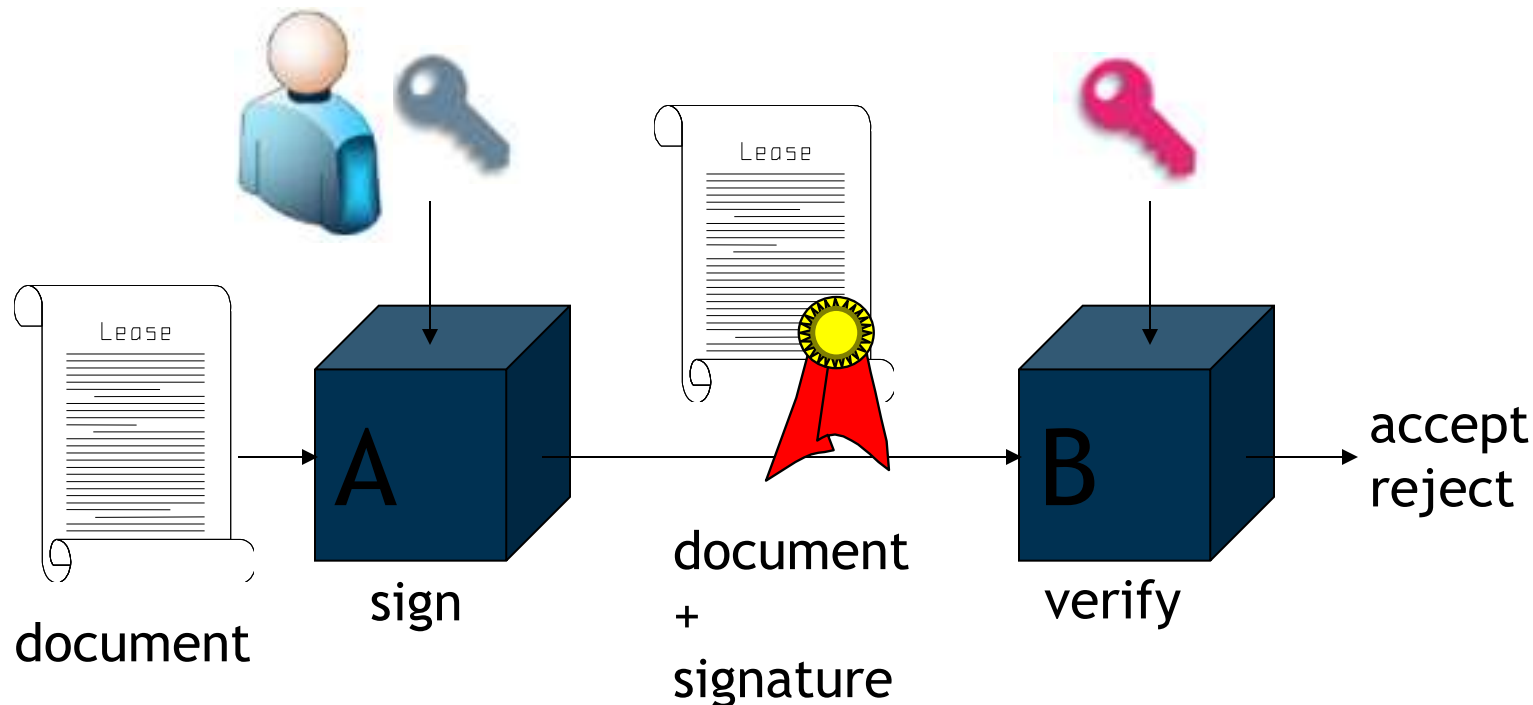 Lease
A
sign
document
Lease
document
+
signature
B
verify
accept
reject